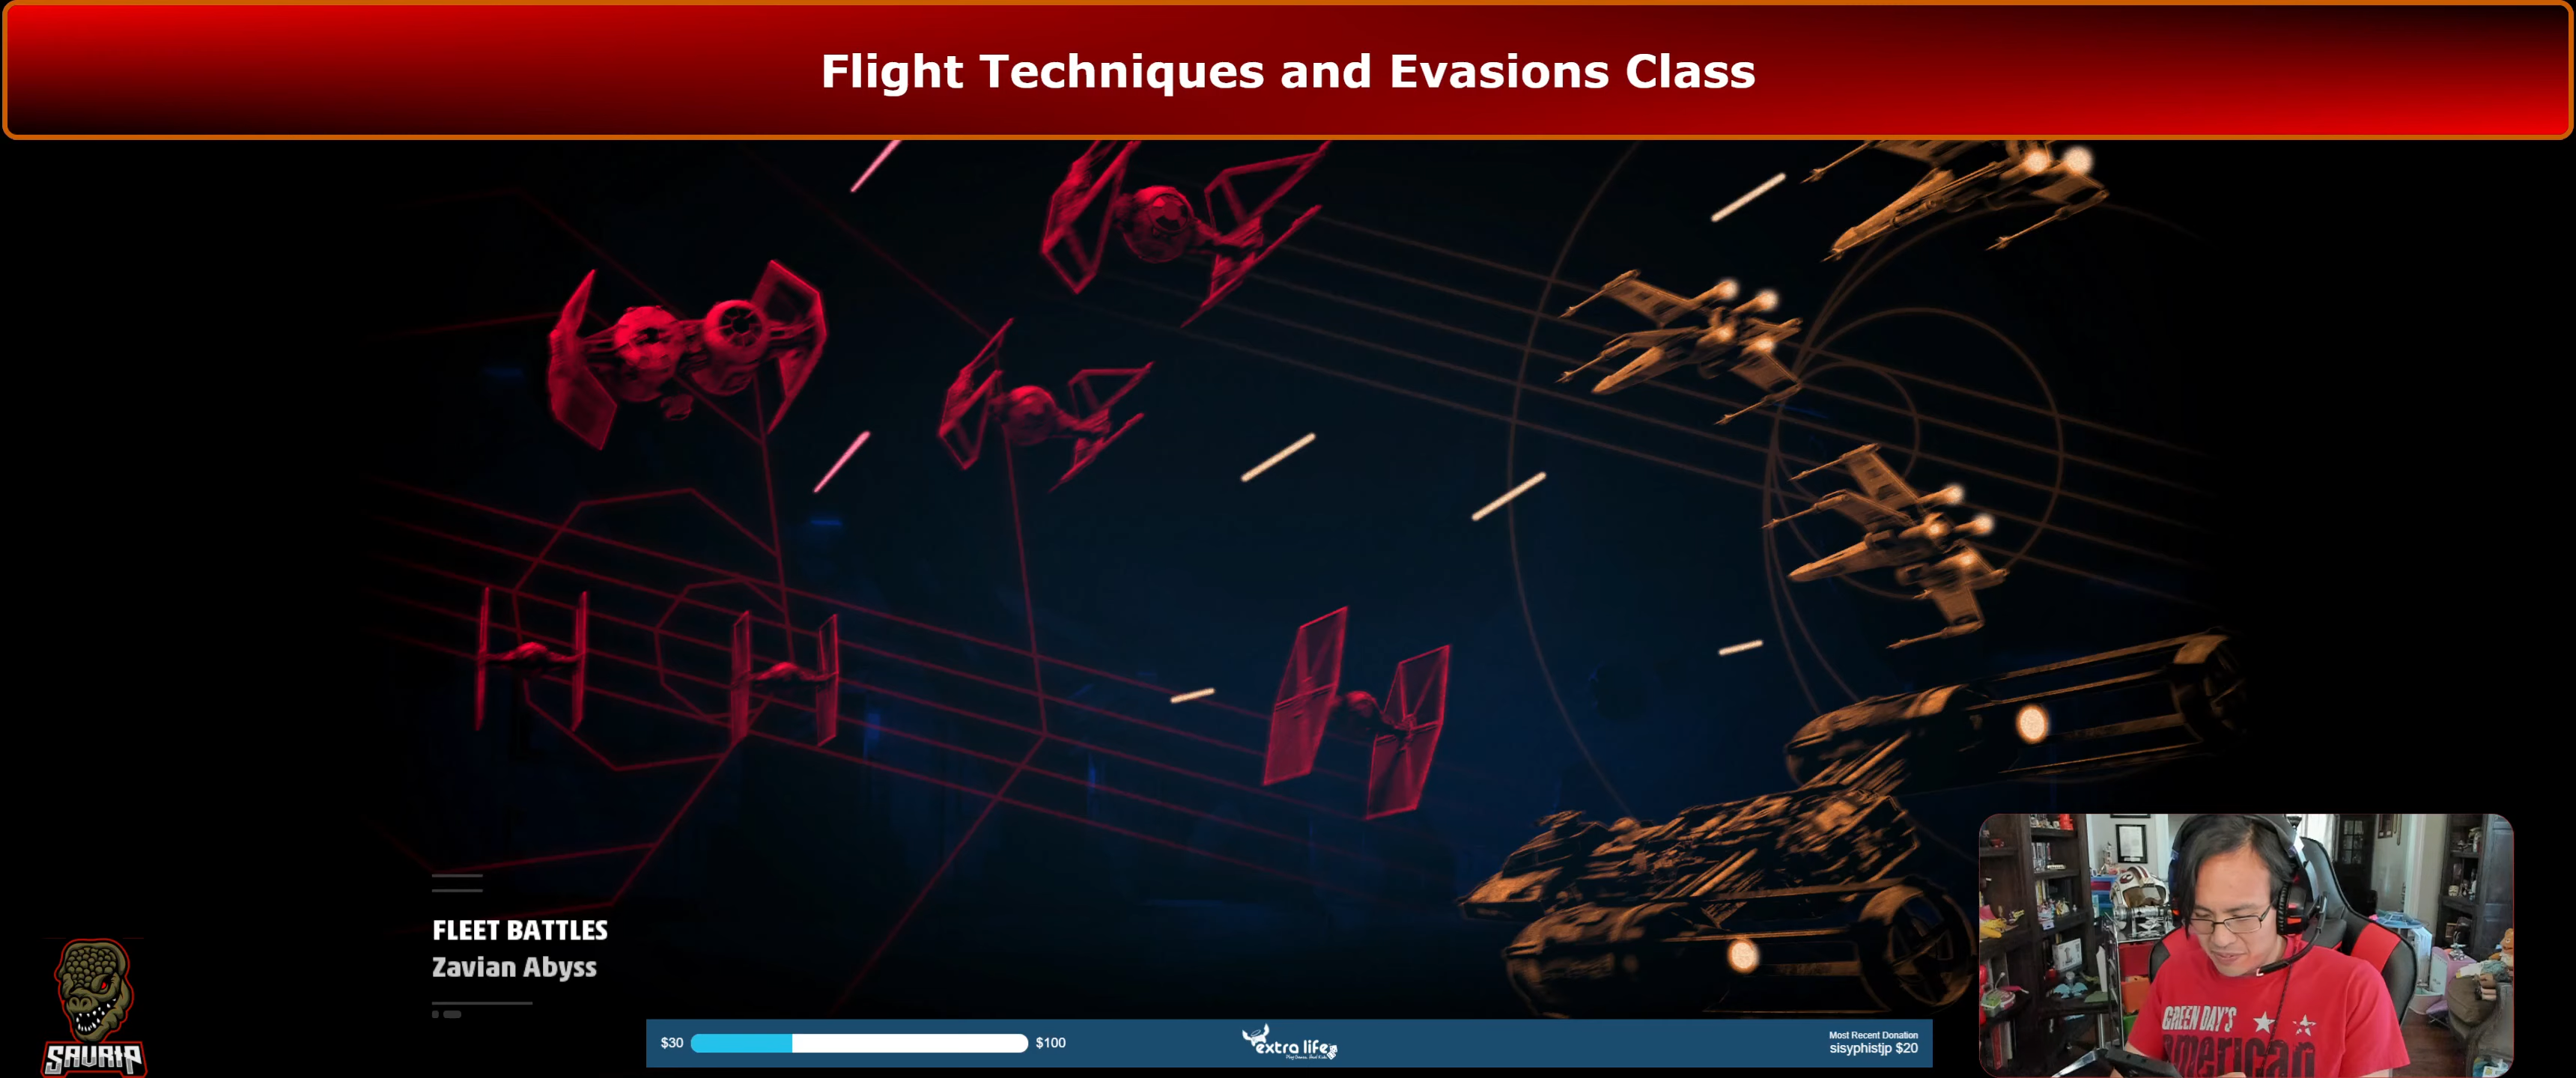 Flight Techniques and Evasions Class
FLEET BATTLES
Zavian Abyss
SAURIP
$30
$100
extra life
Most Recent Donation
sisyphistjp $20
GREEN DAY'S
american